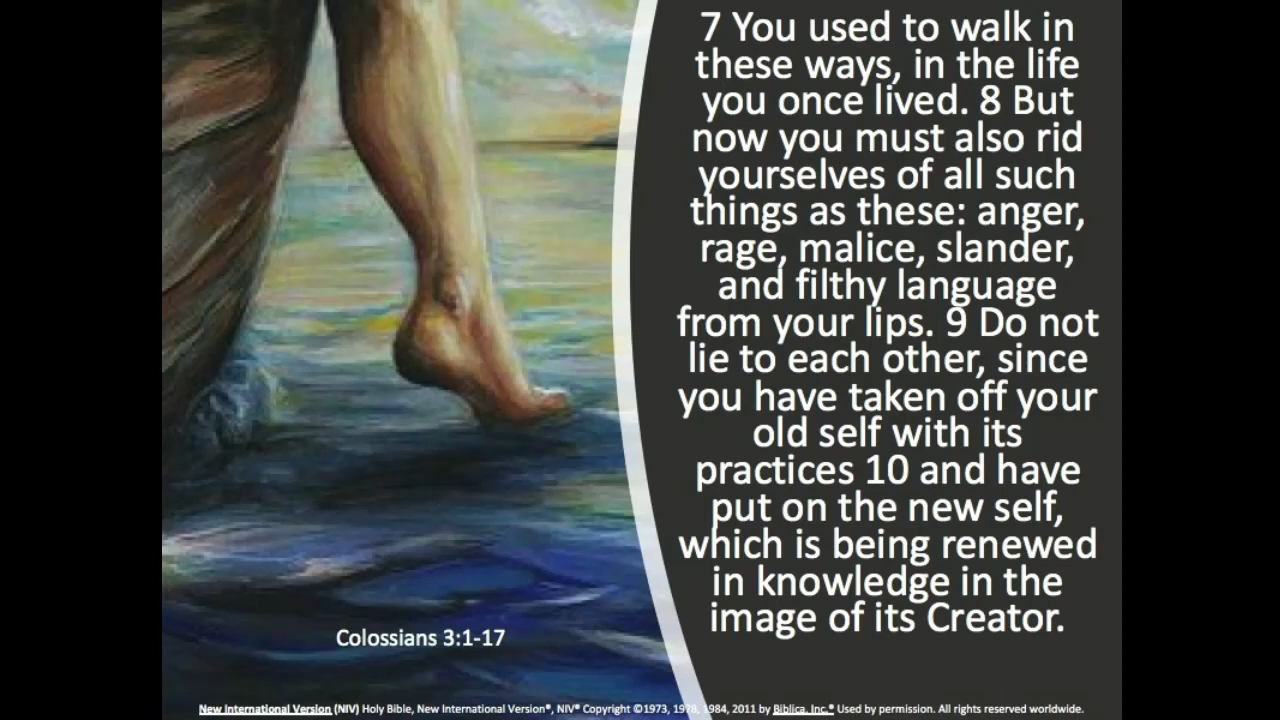 7 You used to walk in
these ways, in the life
you once lived. 8 But
now you must also rid
yourselves of all such
things as these: anger,
rage, malice, slander,
and filthy language
from your lips. 9 Do not
lie to each other, since
you have taken off your
old self with its
practices 10 and have
put on the new self,
which is being renewed
in knowledge in the
image of its Creator.
Colossians 3:1-17
New International Version (NIV) Holy Bible, New International Version®, NIV® Copyright ©1973, 1978, 1984, 2011 by Biblica, Inc.® Used by permission. All rights reserved worldwide.